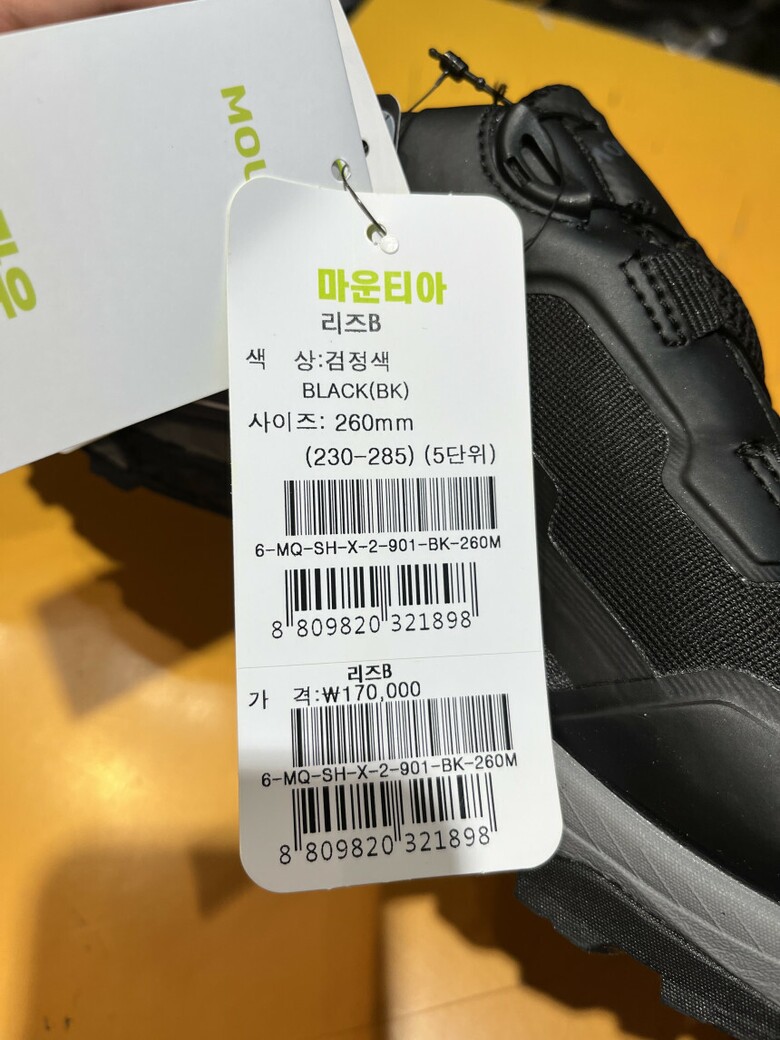 마운티아
리즈B
색 상:검정색
BLACK(BK)
사이즈: 260mm
(230-285) (5단위)
6-MQ-SH-X-2-901-BK-260M
8 809820 321898
리즈B
가 격:₩170,000
6-MQ-SH-X-2-901-BK-260M
8 809820 321898